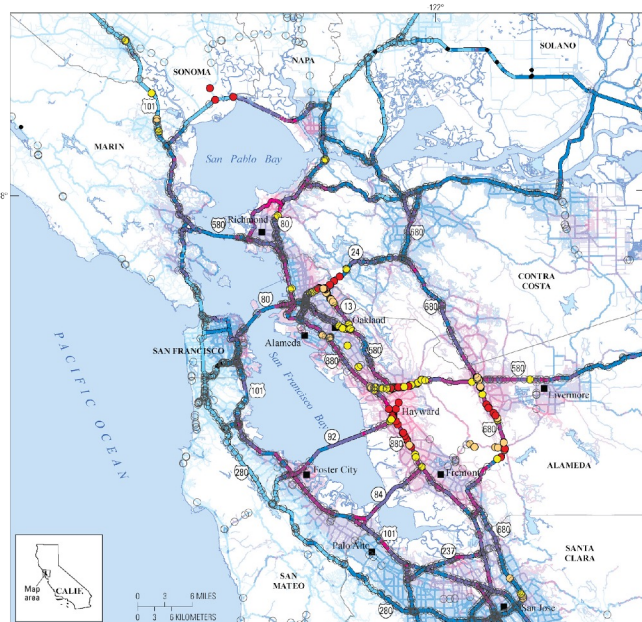 122°
SOLANO
NAPA
SONOMA
101
MARIN
San Pablo Bay
8°
Richmond
80
580
680
24
CONTRA
COSTA
680
13
80
Oakland
Alameda
SAN FRANCISCO
580
880
580
PACIFIC OCEAN
San Francisco Bay
101
Livermore
Hayward
92
880
680
280
Foster City
Fremont
ALAMEDA
84
101
680
Palo Alto
237
SANTA
CLARA
Map
area
CALIF
SAN
MATEO
0 6 MILES
0 6 KILOMETERS
280
San Jose